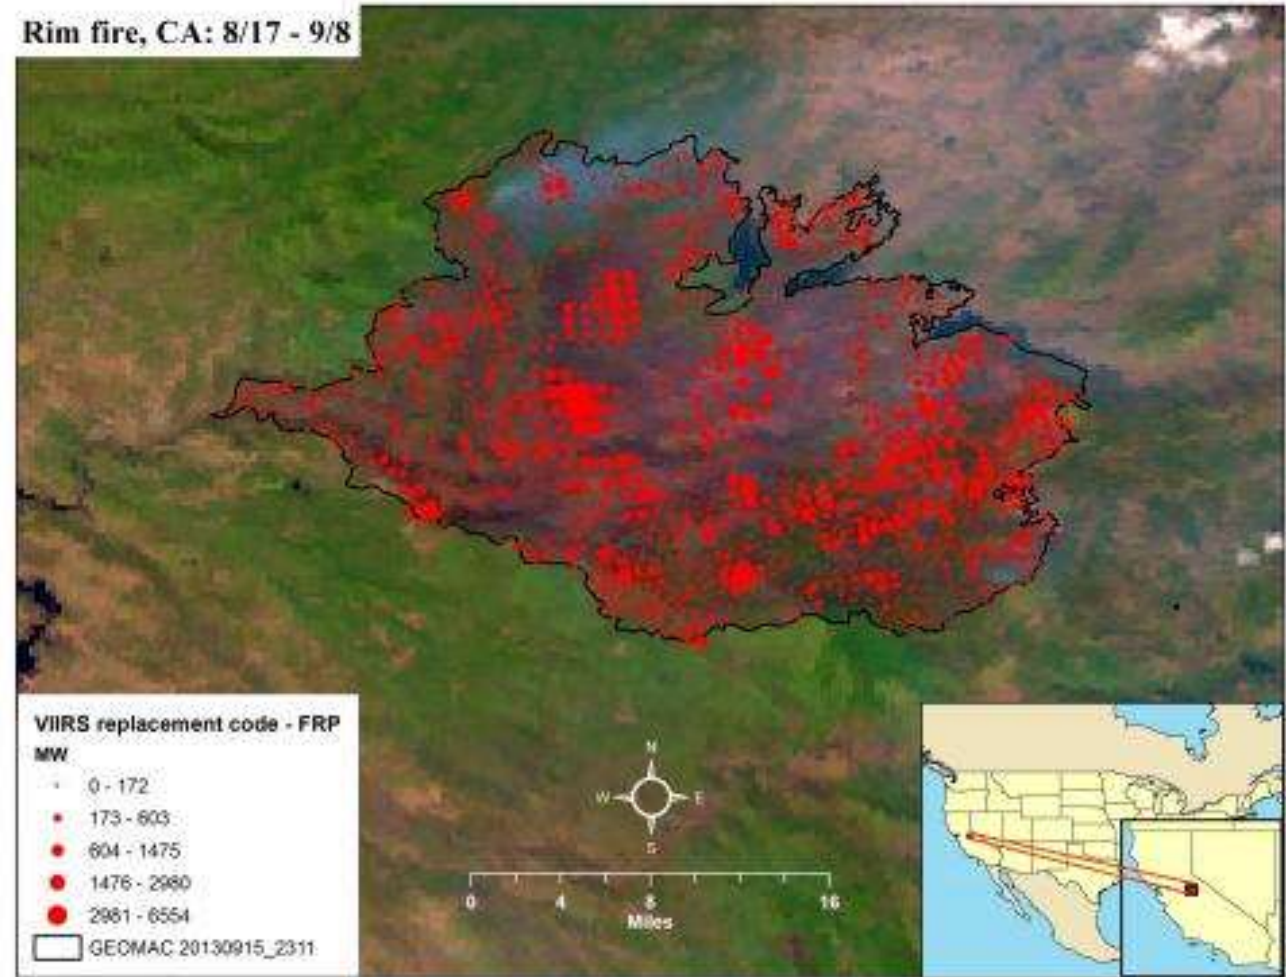 Rim fire, CA: 8/17 - 9/8
VIIRS replacement code - FRP
MW
0 - 172
173 - 603
604 - 1475
1476 - 2980
2981 - 6554
GEOMAC 20130915_2311
N
W E
S
0 4 8 16
Miles